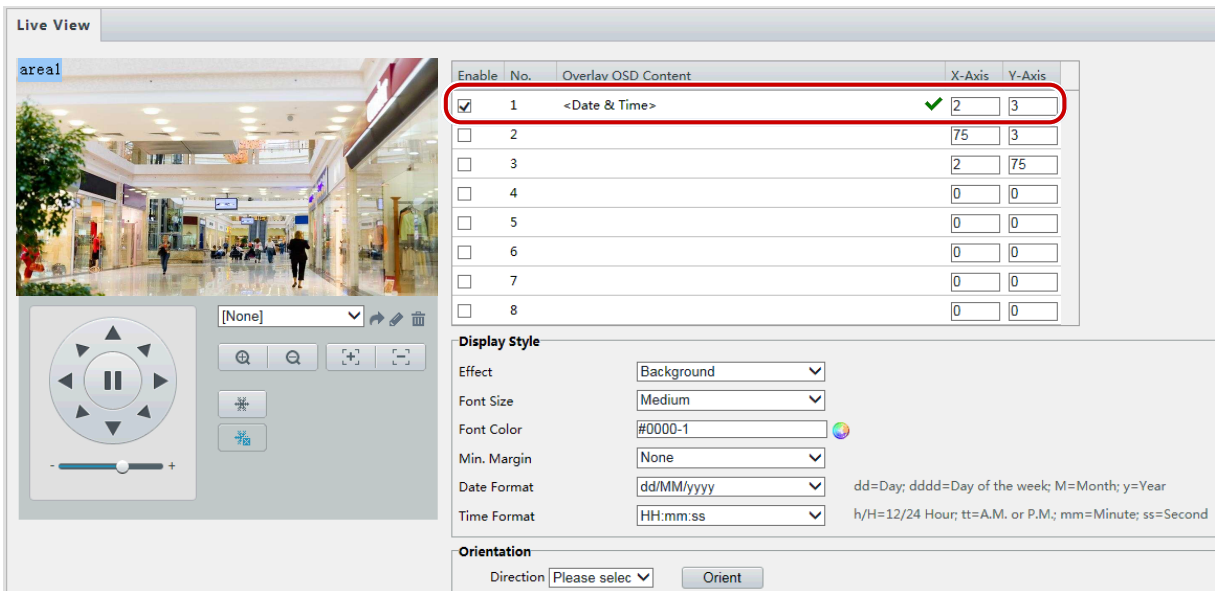 Live View
area1
Enable No. Overlay OSD Content X-Axis Y-Axis
1 <Date & Time> 2 3
2 75 3
3 2 75
4 0 0
5 0 0
6 0 0
7 0 0
8 0 0
[None]
- +
Display Style
Effect Background
Font Size Medium
Font Color #0000-1
Min. Margin None
Date Format dd/MM/yyyy dd=Day; dddd=Day of the week; M=Month; y=Year
Time Format HH:mm:ss h/H=12/24 Hour; tt=A.M. or P.M.; mm=Minute; ss=Second
Orientation
Direction Please selec Orient